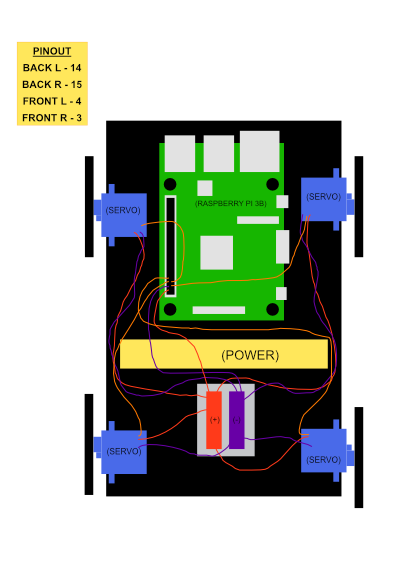 PINOUT
BACK L - 14
BACK R - 15
FRONT L - 4
FRONT R - 3
(SERVO)
(SERVO)
(RASPBERRY PI 3B)
(POWER)
(+)
(-)
(SERVO)
(SERVO)